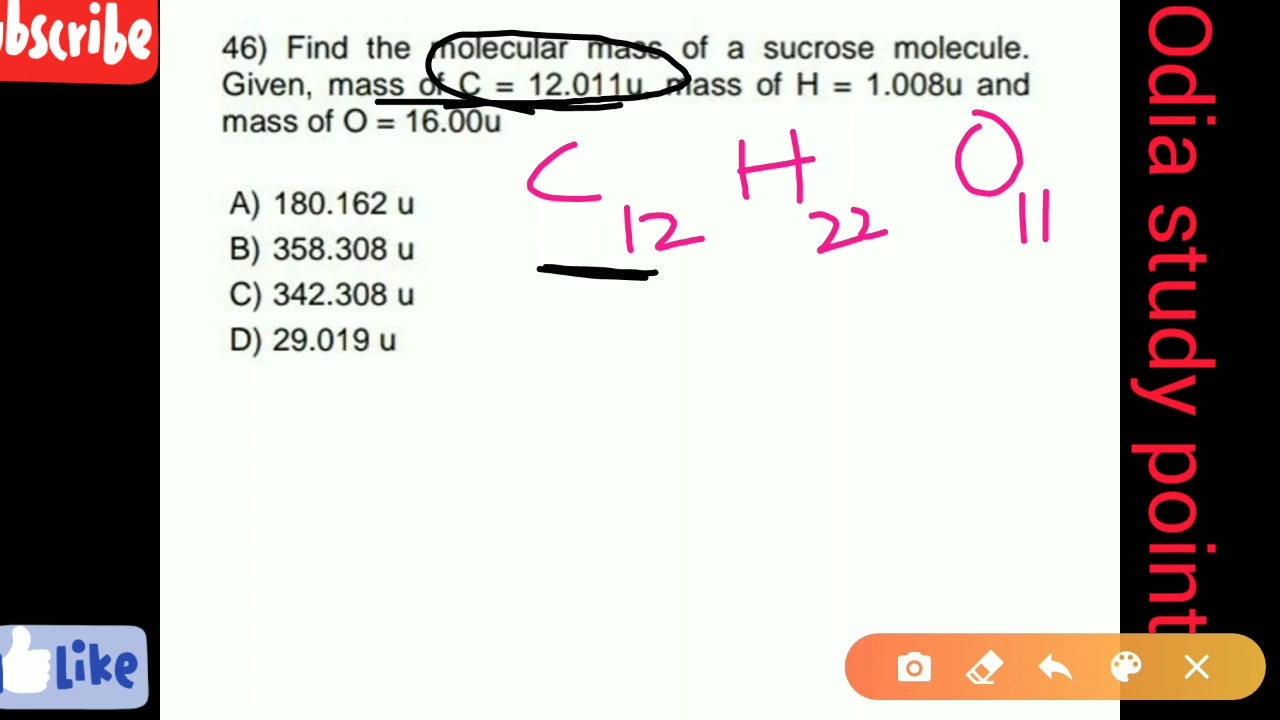 ubscribe
46) Find the molecular mass of a sucrose molecule.
Given, mass of C = 12.011u, mass of H = 1.008u and
mass of O = 16.00u
C12 H22 O11
A) 180.162 u
B) 358.308 u
C) 342.308 u
D) 29.019 u
Like
Odia study point